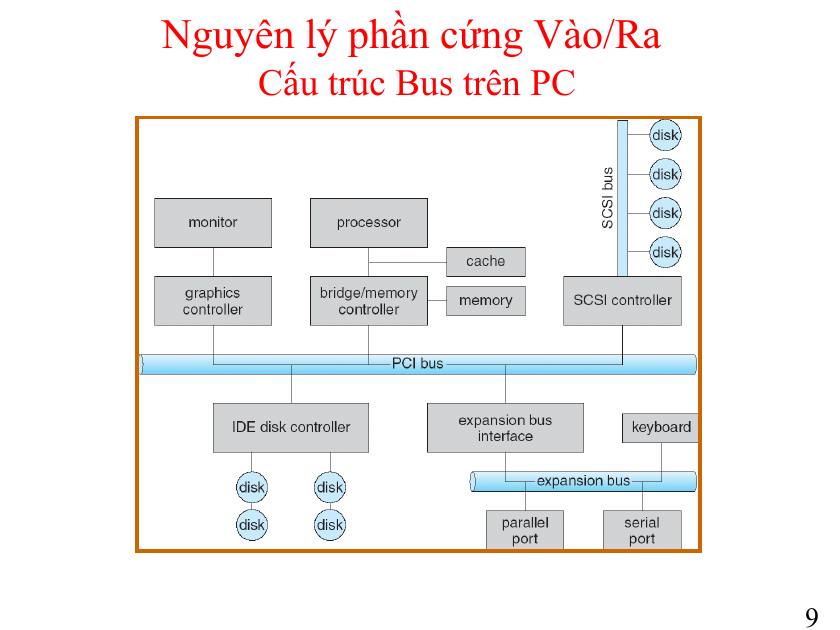 Nguyên lý phần cứng Vào/Ra
Cấu trúc Bus trên PC
disk
disk
disk
disk
SCSI bus
monitor
processor
cache
graphics
controller
bridge/memory
controller
memory
SCSI controller
PCI bus
IDE disk controller
expansion bus
interface
keyboard
disk
disk
disk
disk
expansion bus
parallel
port
serial
port
9